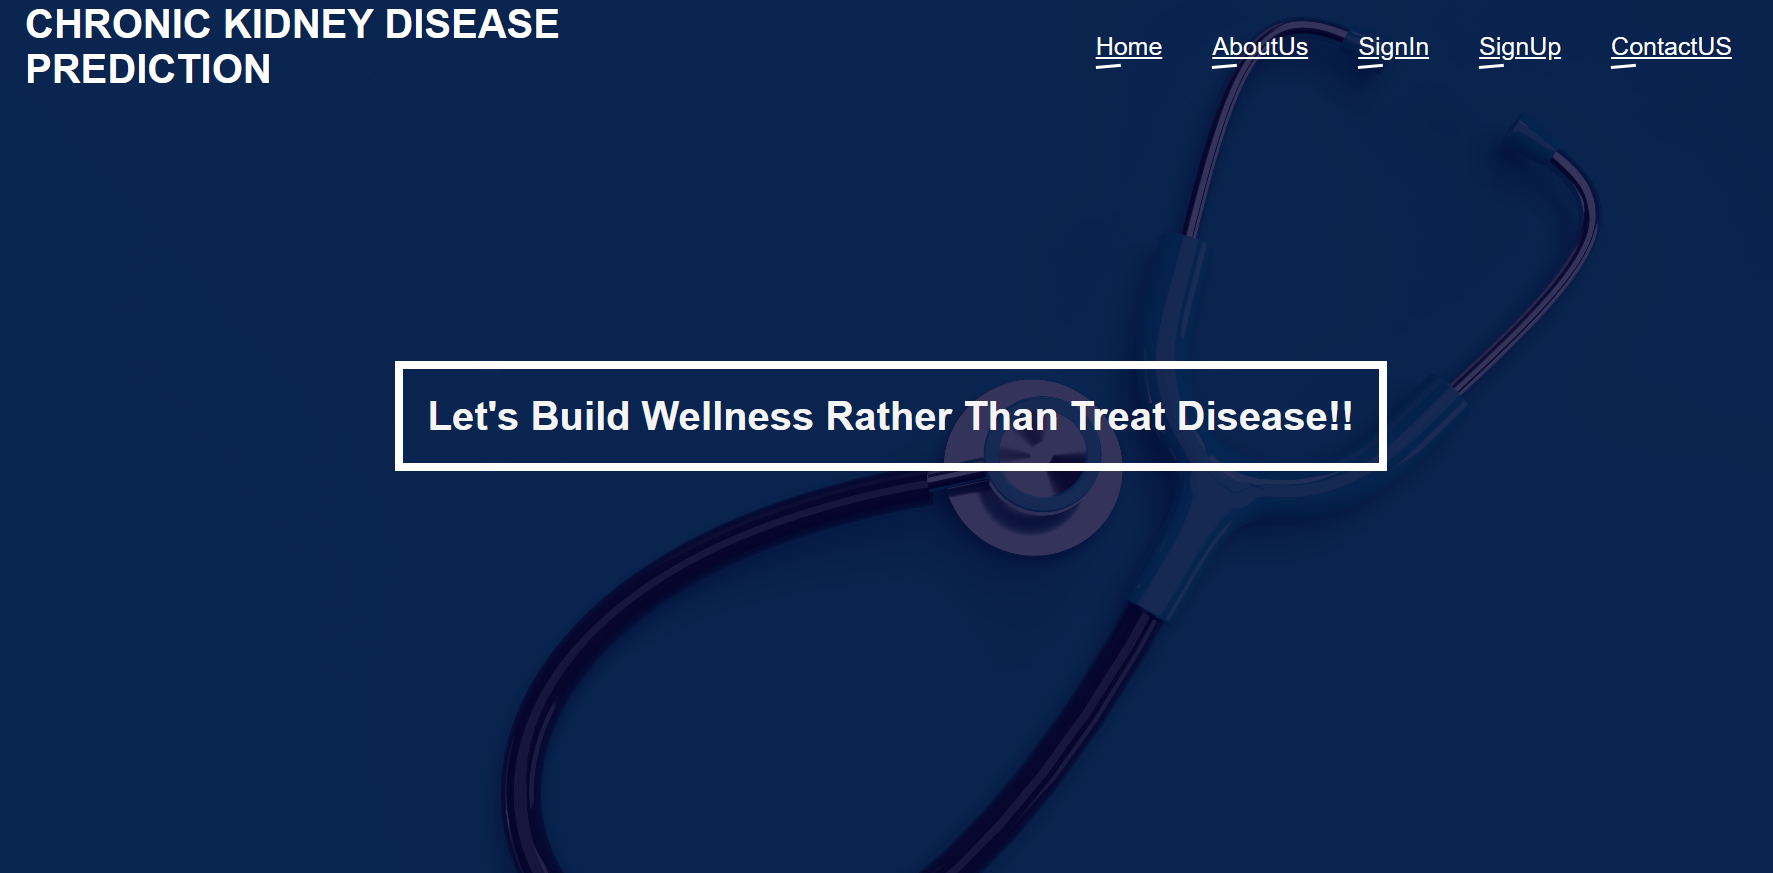 CHRONIC KIDNEY DISEASE
PREDICTION
Home AboutUs SignIn SignUp ContactUS
Let's Build Wellness Rather Than Treat Disease!!